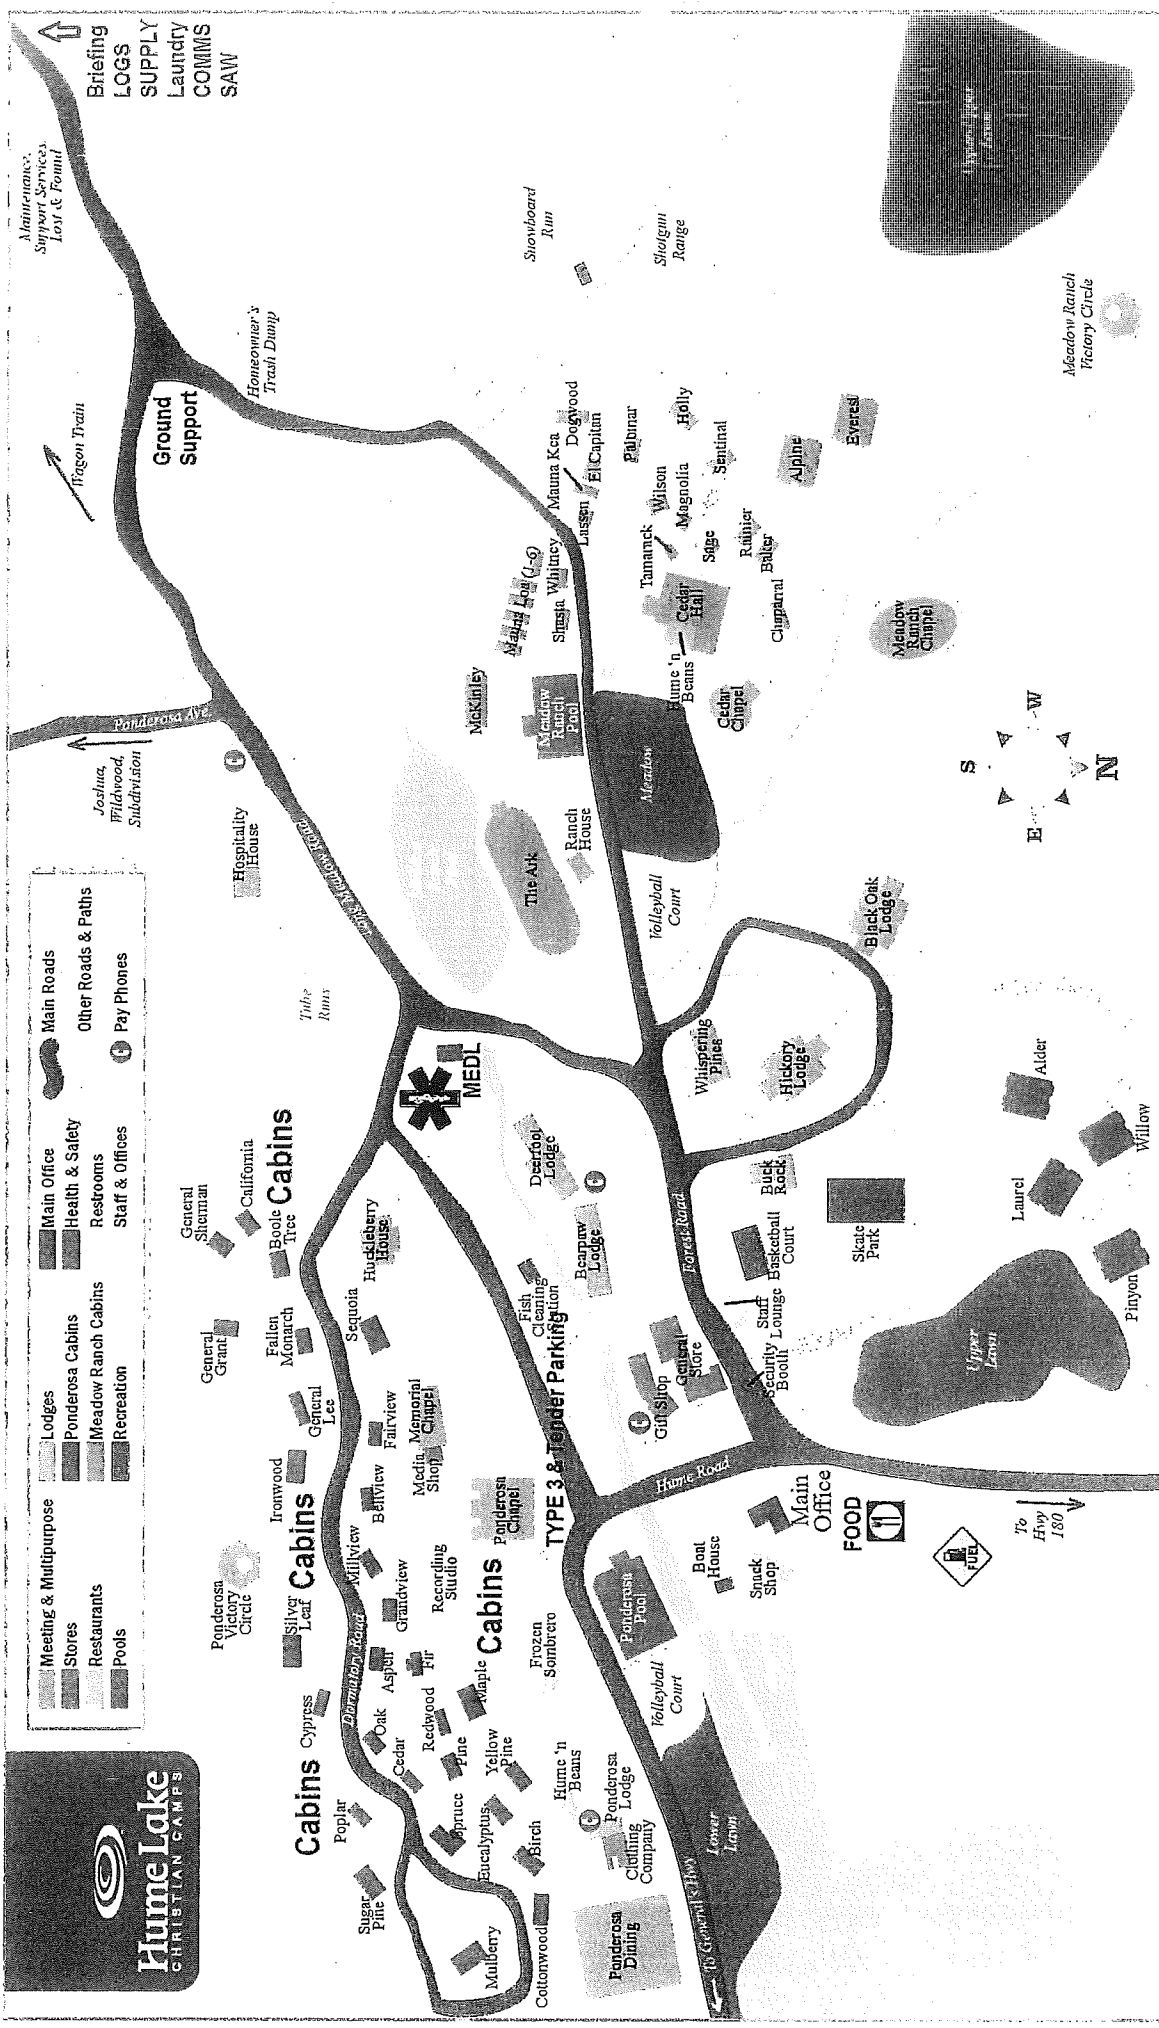 Hume Lake
CHRISTIAN CAMPS
Meeting & Multipurpose
Stores
Restaurants
Pools
Lodges
Ponderosa Cabins
Meadow Ranch Cabins
Recreation
Main Office
Health & Safety
Restrooms
Staff & Offices
Main Roads
Other Roads & Paths
Pay Phones
Maintenance,
Support Services,
Lost & Found
Briefing
LOGS
SUPPLY
Laundry
COMMS
SAW
Wagon Train
Ground
Support
Homeowner's
Trash Dump
Ponderosa Ave.
Joshua,
Wildwood,
Subdivision
Hospitality
House
Long Meadow Road
Tube
Runs
Snowboard
Run
Shotgun
Range
Meadow Ranch
Victory Circle
General
Sherman
California
Boole
Tree
Cabins
General
Grant
Fallen
Monarch
General
Lee
Ironwood
Cabins
Ponderosa
Victory
Circle
Silver
Leaf
Cypress
Cabins
Poplar
Sugar
Pine
Dormitory Road
Huckleberry
House
Sequoia
Fairview
Bellview
Millview
Grandview
Aspen
Fir
Oak
Cedar
Redwood
Maple
Pine
Yellow
Pine
Spruce
Eucalyptus
Birch
Mulberry
Cottonwood
Memorial
Chapel
Media
Shop
Ponderosa
Chapel
Recording
Studio
Cabins
Frozen
Sombrero
Hume 'n
Beans
Ponderosa
Lodge
Clothing
Company
Ponderosa
Dining
MEDL
Deerfoot
Lodge
Bearpaw
Lodge
Fish
Cleaning
Station
TYPE 3 & Tender Parking
Gift Shop
General
Store
Hume Road
Ponderosa
Pool
Volleyball
Court
Lower
Lawn
To General's Hwy
Boat
House
Snack
Shop
Main
Office
FOOD
FUEL
To
Hwy
180
Security
Booth
Staff
Lounge
Basketball
Court
Buck
Rock
Skate
Park
Forest Road
Whispering
Pines
Hickory
Lodge
Black Oak
Lodge
Upper
Lawn
Alder
Willow
Laurel
Pinyon
The Ark
Ranch
House
Volleyball
Court
Meadow
Meadow
Ranch
Pool
McKinley
Mauna Loa (1-6)
Shasta
Whitney
Lassen
Mauna Kea
El Capitan
Dogwood
Palomar
Holly
Wilson
Magnolia
Sentinal
Tamarack
Sage
Rainier
Baker
Chaparral
Cedar
Hall
Hume 'n
Beans
Cedar
Chapel
Meadow
Ranch
Chapel
Alpine
Everest
S
W
E
N